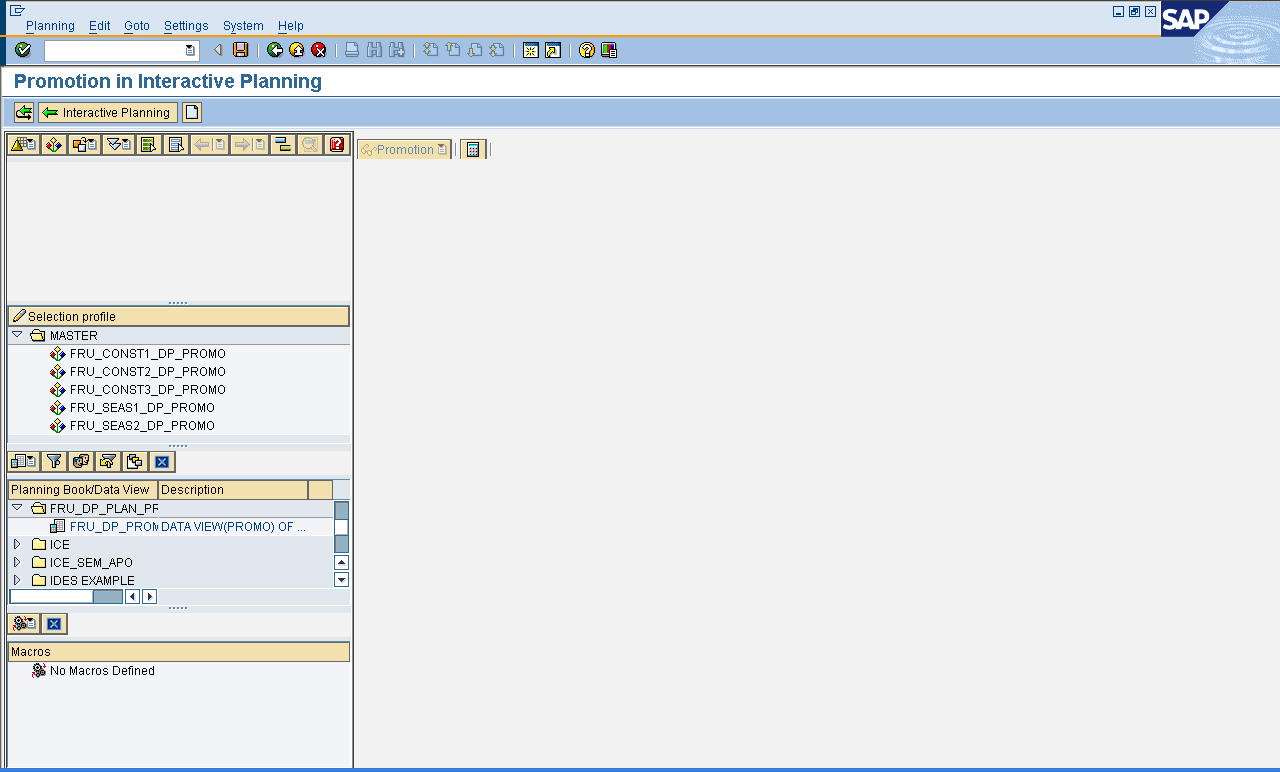 Planning Edit Goto Settings System Help
SAP
Promotion in Interactive Planning
Interactive Planning
Promotion
Selection profile
MASTER
FRU_CONST1_DP_PROMO
FRU_CONST2_DP_PROMO
FRU_CONST3_DP_PROMO
FRU_SEAS1_DP_PROMO
FRU_SEAS2_DP_PROMO
Planning Book/Data View Description
FRU_DP_PLAN_PF
FRU_DP_PROM DATA VIEW(PROMO) OF ...
ICE
ICE_SEM_APO
IDES EXAMPLE
Macros
No Macros Defined